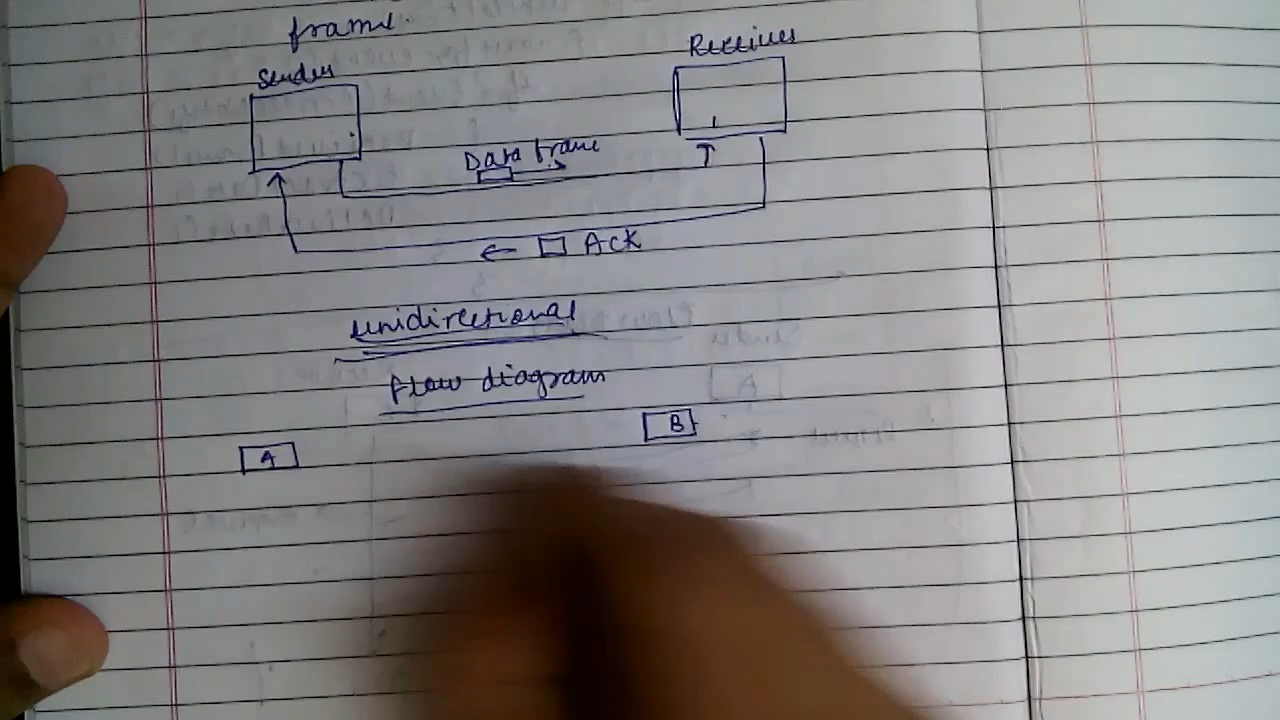 frame.
Sender
Receiver
Data frame
Ack
unidirectional
flow diagram
B
A